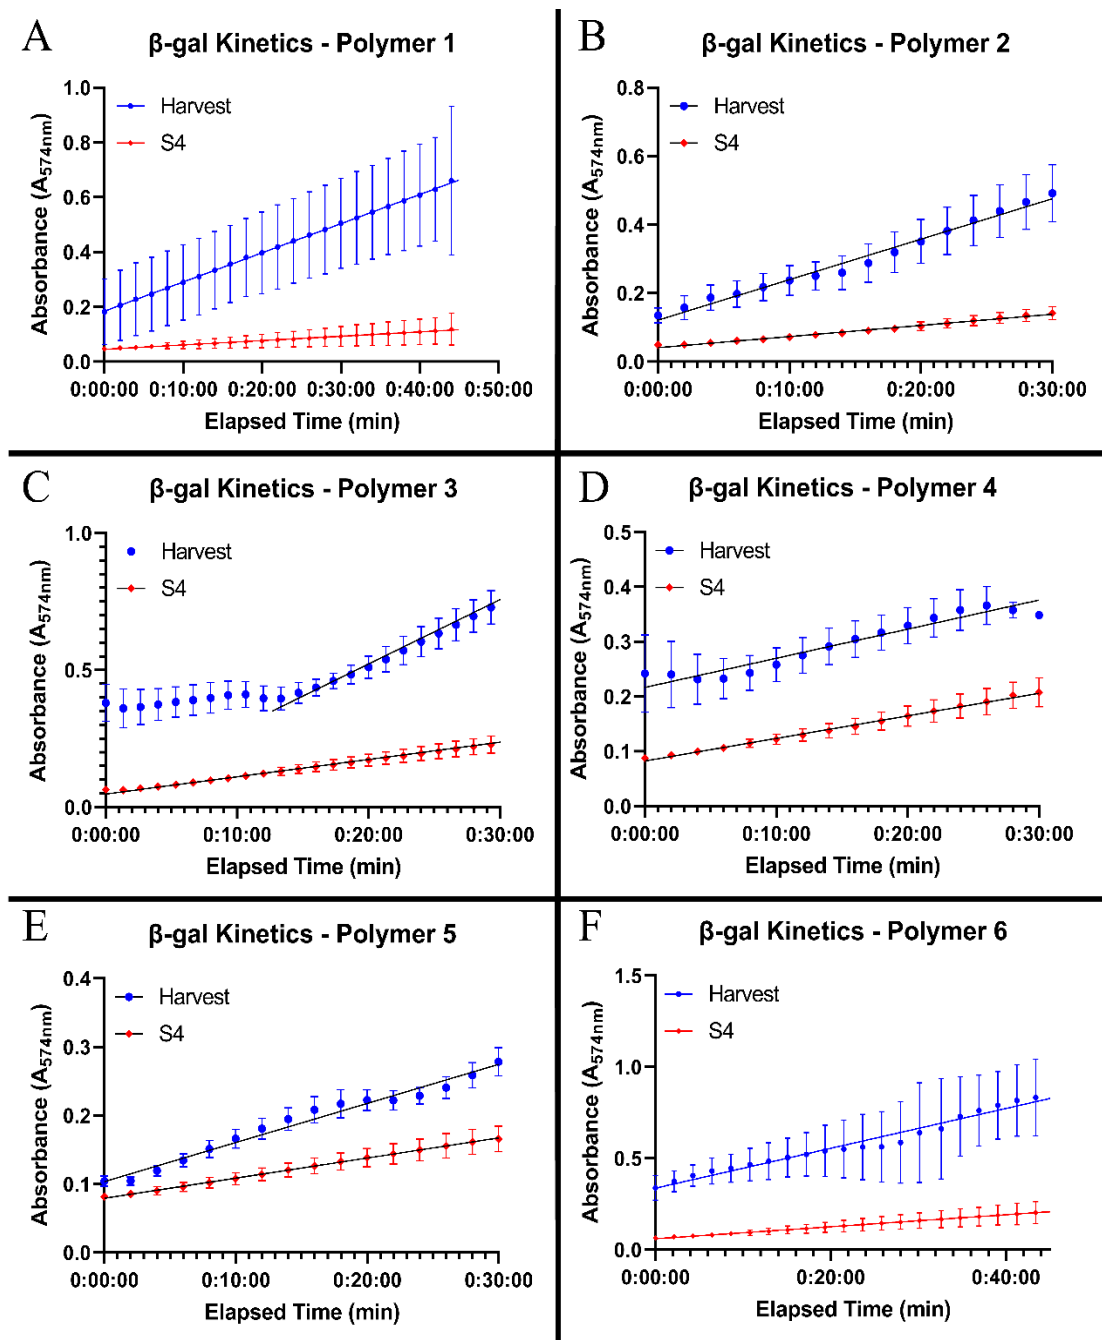 A
β-gal Kinetics - Polymer 1
Absorbance (A574nm)
1.0
0.8
0.6
0.4
0.2
0.0
Harvest
S4
0:00:00 0:10:00 0:20:00 0:30:00 0:40:00 0:50:00
Elapsed Time (min)
B
β-gal Kinetics - Polymer 2
Absorbance (A574nm)
0.8
0.6
0.4
0.2
0.0
Harvest
S4
0:00:00 0:10:00 0:20:00 0:30:00
Elapsed Time (min)
C
β-gal Kinetics - Polymer 3
Absorbance (A574nm)
1.0
0.5
0.0
Harvest
S4
0:00:00 0:10:00 0:20:00 0:30:00
Elapsed Time (min)
D
β-gal Kinetics - Polymer 4
Absorbance (A574nm)
0.5
0.4
0.3
0.2
0.1
0.0
Harvest
S4
0:00:00 0:10:00 0:20:00 0:30:00
Elapsed Time (min)
E
β-gal Kinetics - Polymer 5
Absorbance (A574nm)
0.4
0.3
0.2
0.1
0.0
Harvest
S4
0:00:00 0:10:00 0:20:00 0:30:00
Elapsed Time (min)
F
β-gal Kinetics - Polymer 6
Absorbance (A574nm)
1.5
1.0
0.5
0.0
Harvest
S4
0:00:00 0:20:00 0:40:00
Elapsed Time (min)